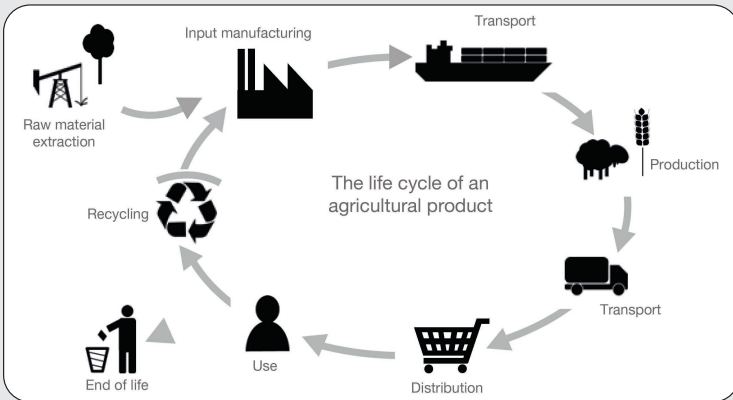 Transport
Input manufacturing
Raw material
extraction
Production
The life cycle of an
agricultural product
Recycling
Transport
Use
End of life
Distribution